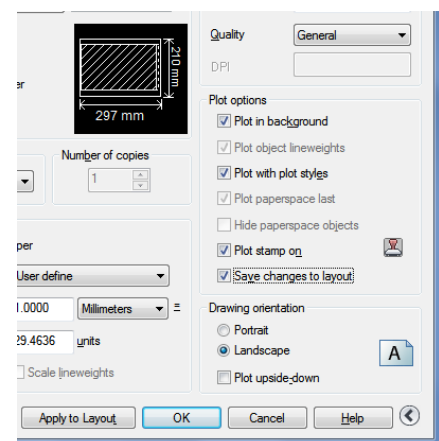 Quality
General
DPI
er
210 mm
297 mm
Plot options
Plot in background
Plot object lineweights
Plot with plot styles
Plot paperspace last
Hide paperspace objects
Plot stamp on
Save changes to layout
Number of copies
1
per
User define
1.0000
Millimeters
=
29.4636
units
Scale lineweights
Drawing orientation
Portrait
Landscape
A
Plot upside-down
Apply to Layout
OK
Cancel
Help